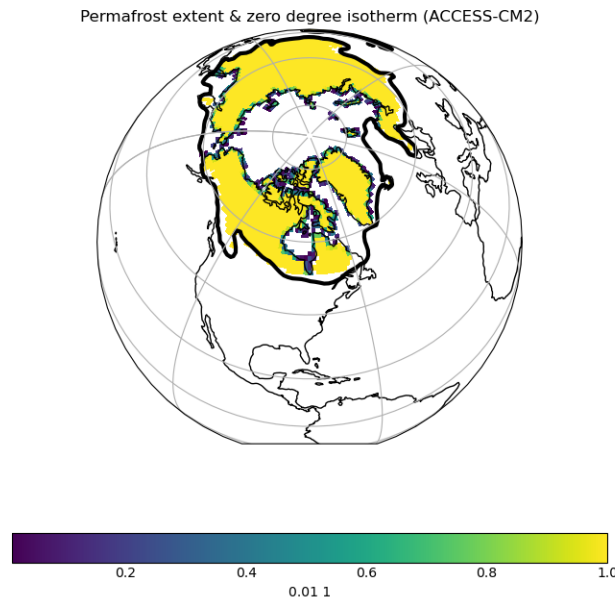 Permafrost extent & zero degree isotherm (ACCESS-CM2)
0.2 0.4 0.6 0.8 1.0
0.01 1